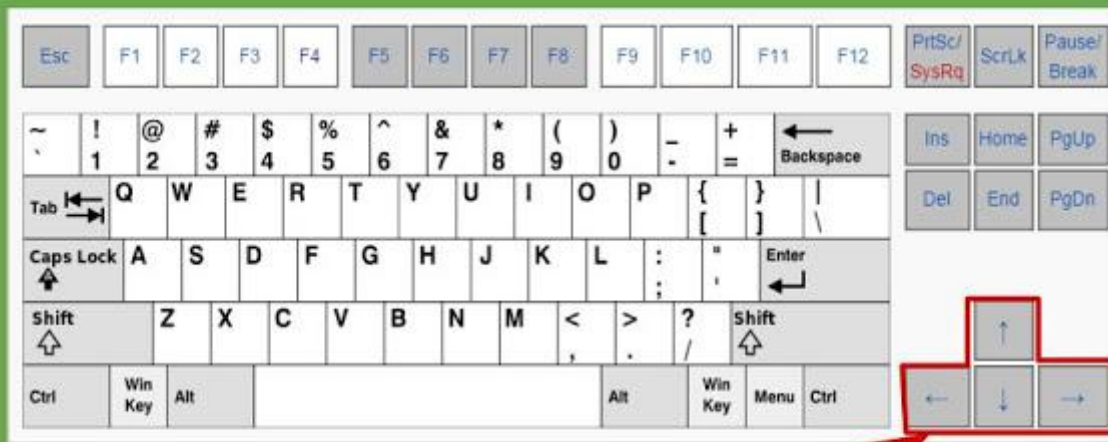 Esc F1 F2 F3 F4 F5 F6 F7 F8 F9 F10 F11 F12 PrtSc/ SysRq ScrLk Pause/ Break
~ ! @ # $ % ^ & * ( ) _ + Backspace Ins Home PgUp
` 1 2 3 4 5 6 7 8 9 0 - =
Tab Q W E R T Y U I O P { } | Del End PgDn
[ ] \
Caps Lock A S D F G H J K L : " Enter
; '
Shift Z X C V B N M < > ? Shift ↑
, . /
Ctrl Win Key Alt Alt Win Key Menu Ctrl ← ↓ →